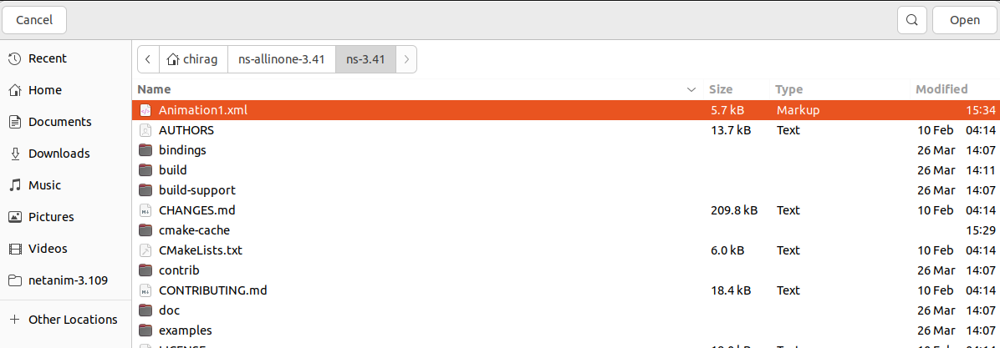 Cancel Open
Recent
Home
Documents
Downloads
Music
Pictures
Videos
netanim-3.109
Other Locations
chirag ns-allinone-3.41 ns-3.41
Name Size Type Modified
Animation1.xml 5.7 kB Markup 15:34
AUTHORS 13.7 kB Text 10 Feb 04:14
bindings 26 Mar 14:07
build 26 Mar 14:11
build-support 26 Mar 14:07
CHANGES.md 209.8 kB Text 10 Feb 04:14
cmake-cache 15:29
CMakeLists.txt 6.0 kB Text 10 Feb 04:14
contrib 26 Mar 14:07
CONTRIBUTING.md 18.4 kB Text 10 Feb 04:14
doc 26 Mar 14:07
examples 26 Mar 14:07